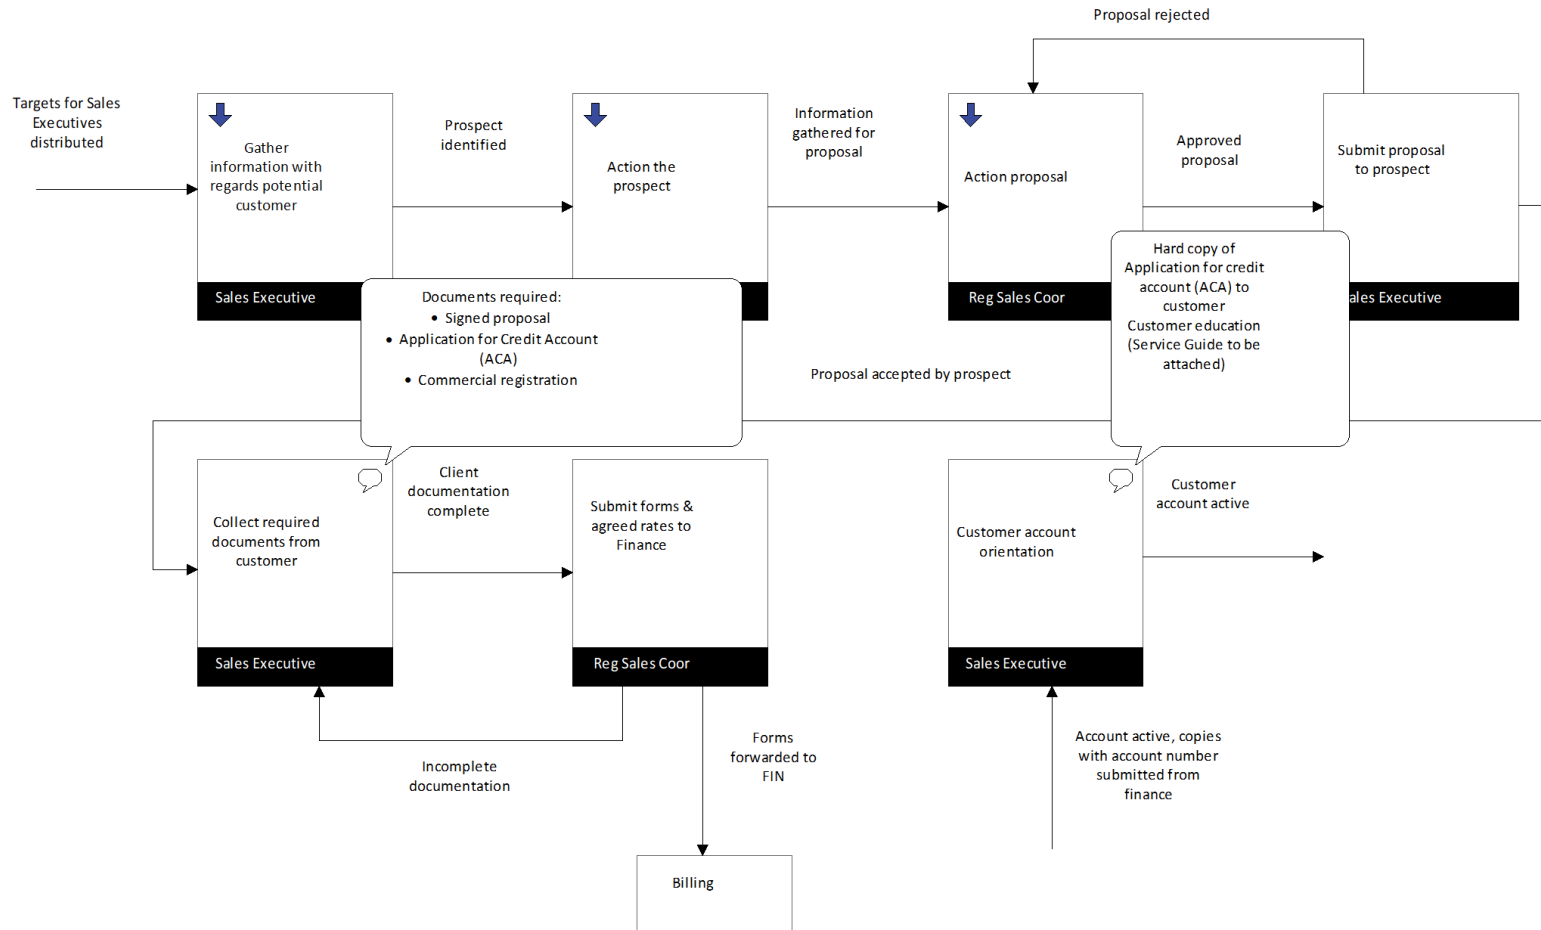 Proposal rejected
Targets for Sales
Executives
distributed
Gather
information with
regards potential
customer
Sales Executive
Prospect
identified
Action the
prospect
Information
gathered for
proposal
Action proposal
Reg Sales Coor
Approved
proposal
Submit proposal
to prospect
ales Executive
Documents required:
• Signed proposal
• Application for Credit Account
(ACA)
• Commercial registration
Hard copy of
Application for credit
account (ACA) to
customer
Customer education
(Service Guide to be
attached)
Proposal accepted by prospect
Collect required
documents from
customer
Sales Executive
Client
documentation
complete
Submit forms &
agreed rates to
Finance
Reg Sales Coor
Customer account
orientation
Sales Executive
Customer
account active
Incomplete
documentation
Forms
forwarded to
FIN
Account active, copies
with account number
submitted from
finance
Billing